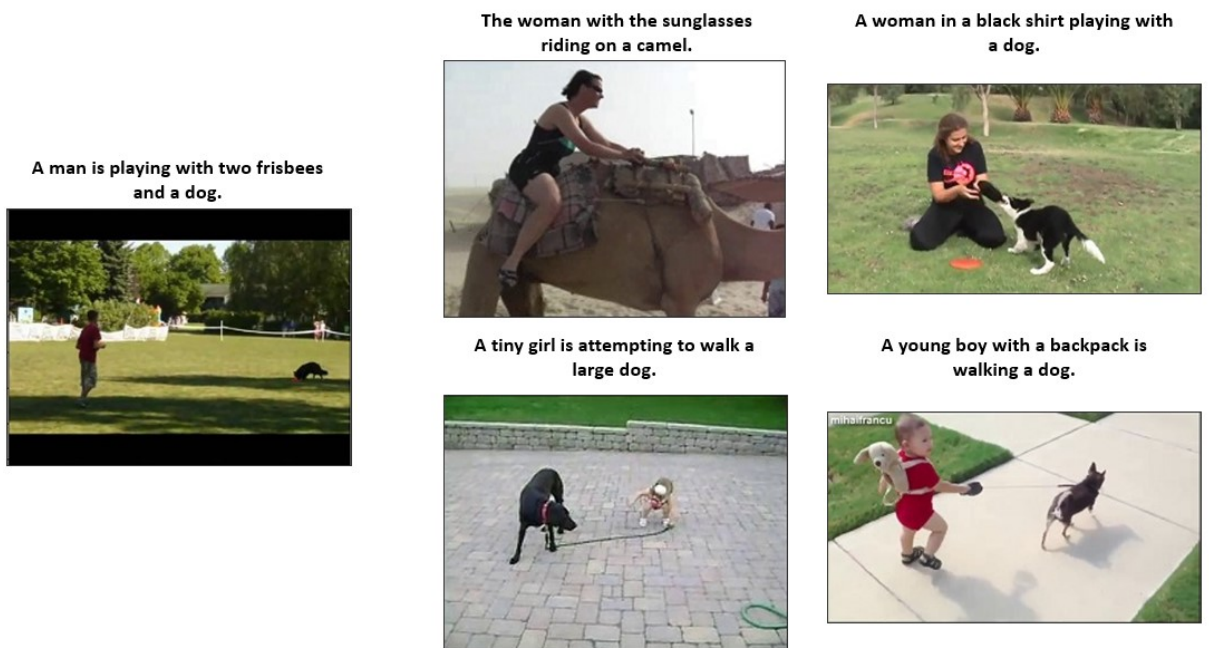 The woman with the sunglasses
riding on a camel.
A woman in a black shirt playing with
a dog.
A man is playing with two frisbees
and a dog.
A tiny girl is attempting to walk a
large dog.
A young boy with a backpack is
walking a dog.
mihaifrancu